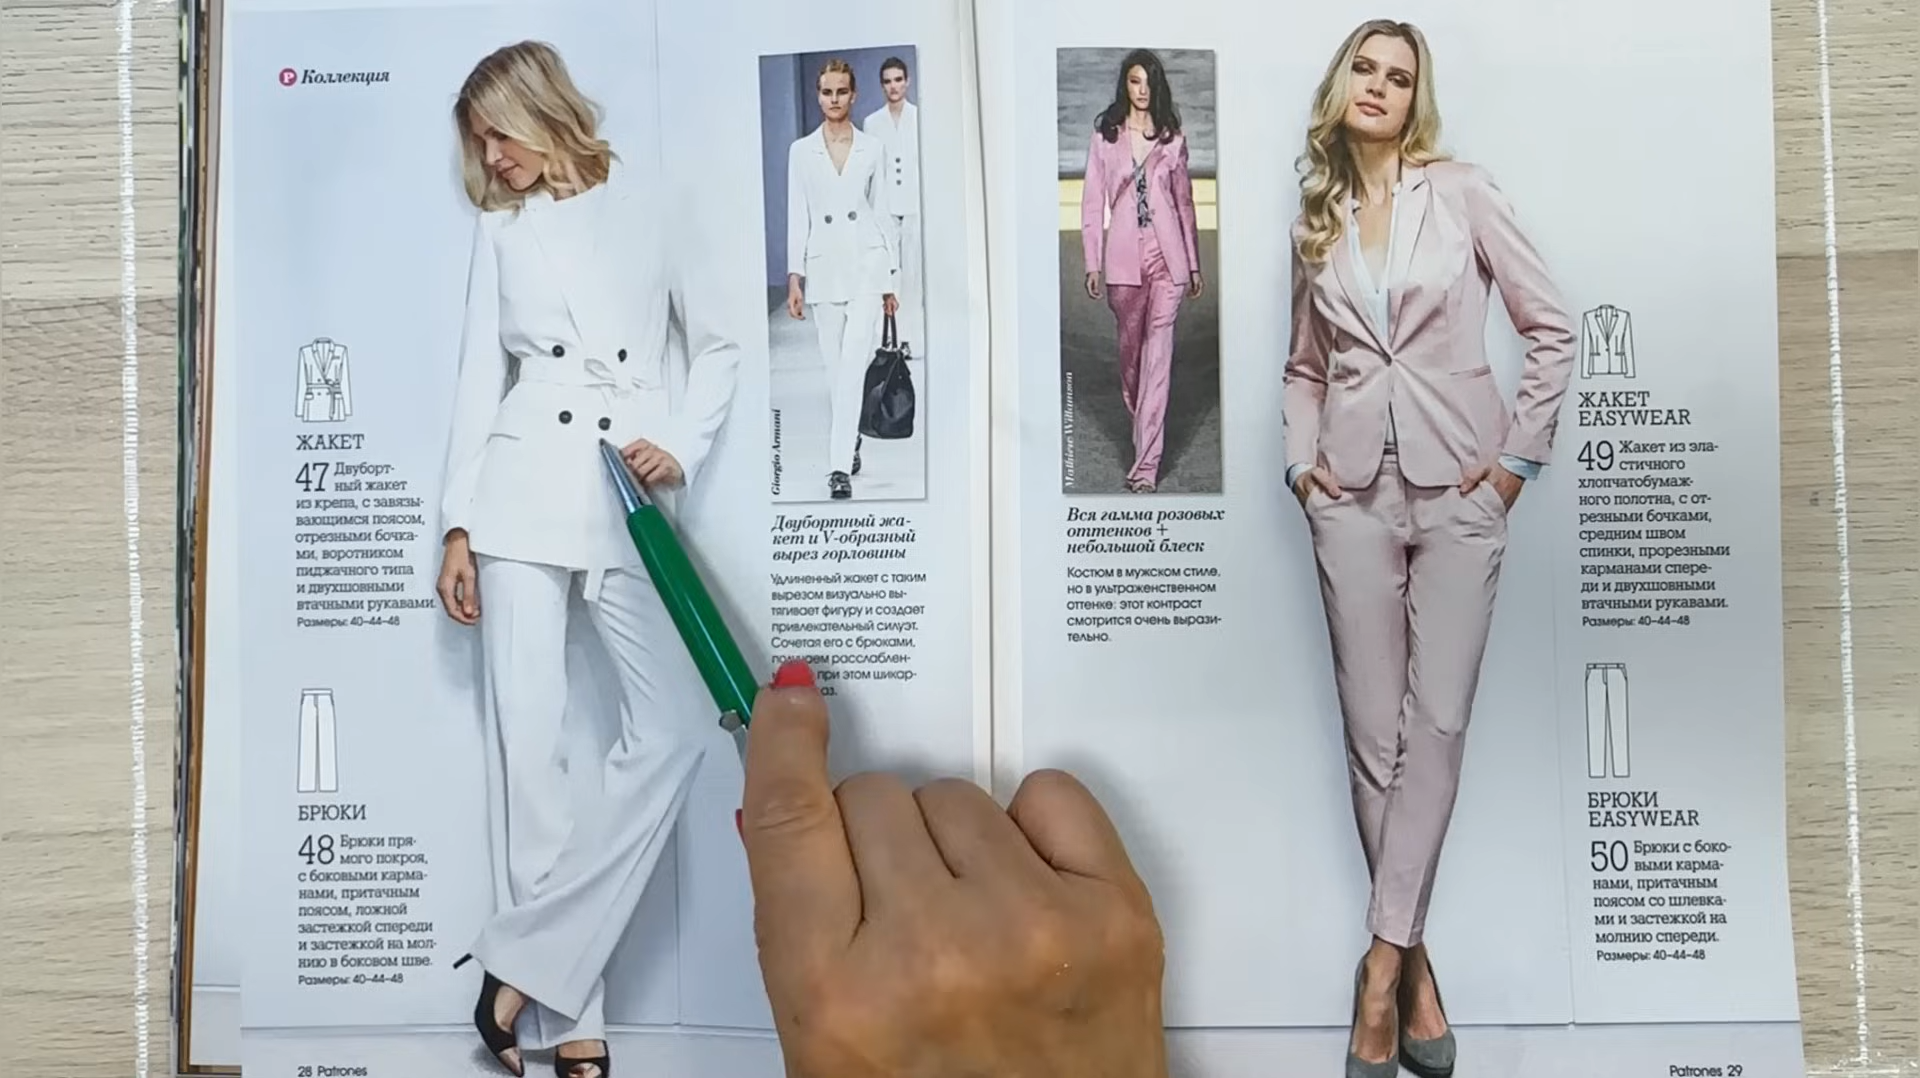 P Коллекция
ЖАКЕТ
47 Двуборт-
ный жакет
из крепа, с завязы-
вающимся поясом,
отрезными бочка-
ми, воротником
пиджачного типа
и двухшовными
втачными рукавами.
Размеры: 40-44-48
БРЮКИ
48 Брюки пря-
мого покроя,
с боковыми карма-
нами, притачным
поясом, ложной
застежкой спереди
и застежкой на мол-
нию в боковом шве.
Размеры: 40-44-48
28 Patrones
Giorgio Armani
Двубортный жа-
кет и V-образный
вырез горловины
Удлиненный жакет с таким
вырезом визуально вы-
тягивает фигуру и создает
привлекательный силуэт.
Сочетая его с брюками,
расслаблен-
при этом шикар-
Mathiew Williamson
Вся гамма розовых
оттенков +
небольшой блеск
Костюм в мужском стиле,
но в ультраженственном
оттенке: этот контраст
смотрится очень вырази-
тельно.
ЖАКЕТ
EASYWEAR
49 Жакет из эла-
стичного
хлопчатобумаж-
ного полотна, с от-
резными бочками,
средним швом
спинки, прорезными
карманами спере-
ди и двухшовными
втачными рукавами.
Размеры: 40-44-48
БРЮКИ
EASYWEAR
50 Брюки с боко-
выми карма-
нами, притачным
поясом со шлевка-
ми и застежкой на
молнию спереди.
Размеры: 40-44-48
Patrones 29